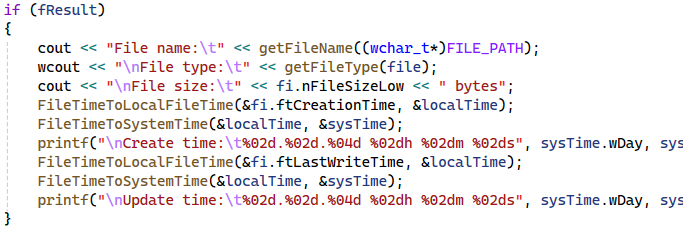 if (fResult)
{
cout << "File name:\t" << getFileName((wchar_t*)FILE_PATH);
wcout << "\nFile type:\t" << getFileType(file);
cout << "\nFile size:\t" << fi.nFileSizeLow << " bytes";
FileTimeToLocalFileTime(&fi.ftCreationTime, &localTime);
FileTimeToSystemTime(&localTime, &sysTime);
printf("\nCreate time:\t%02d.%02d.%04d %02dh %02dm %02ds", sysTime.wDay, sys
FileTimeToLocalFileTime(&fi.ftLastWriteTime, &localTime);
FileTimeToSystemTime(&localTime, &sysTime);
printf("\nUpdate time:\t%02d.%02d.%04d %02dh %02dm %02ds", sysTime.wDay, sys
}